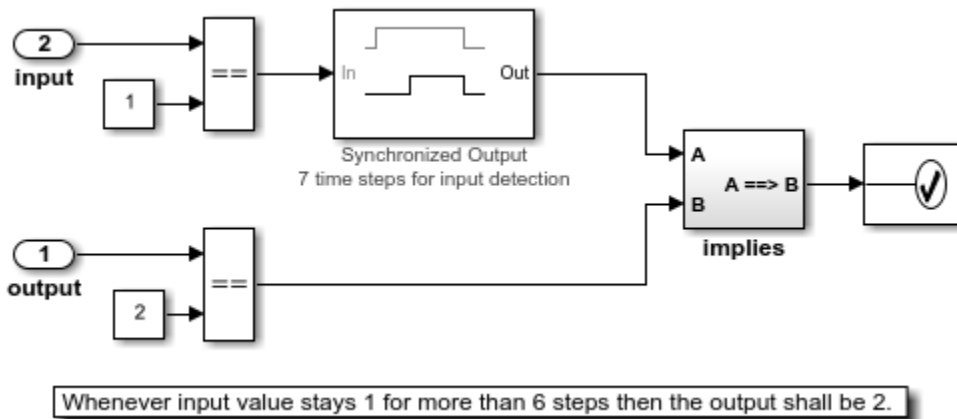 2
input
1
==
In
Out
Synchronized Output
7 time steps for input detection
A
B
A ==> B
implies
1
output
2
==
Whenever input value stays 1 for more than 6 steps then the output shall be 2.